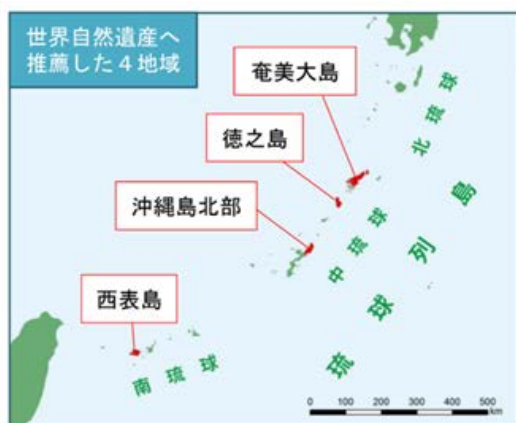 世界自然遺産へ
推薦した４地域
奄美大島
徳之島
沖縄島北部
西表島
北琉球
中琉球
南琉球
琉球列島
0 100 200 300 400 500
km